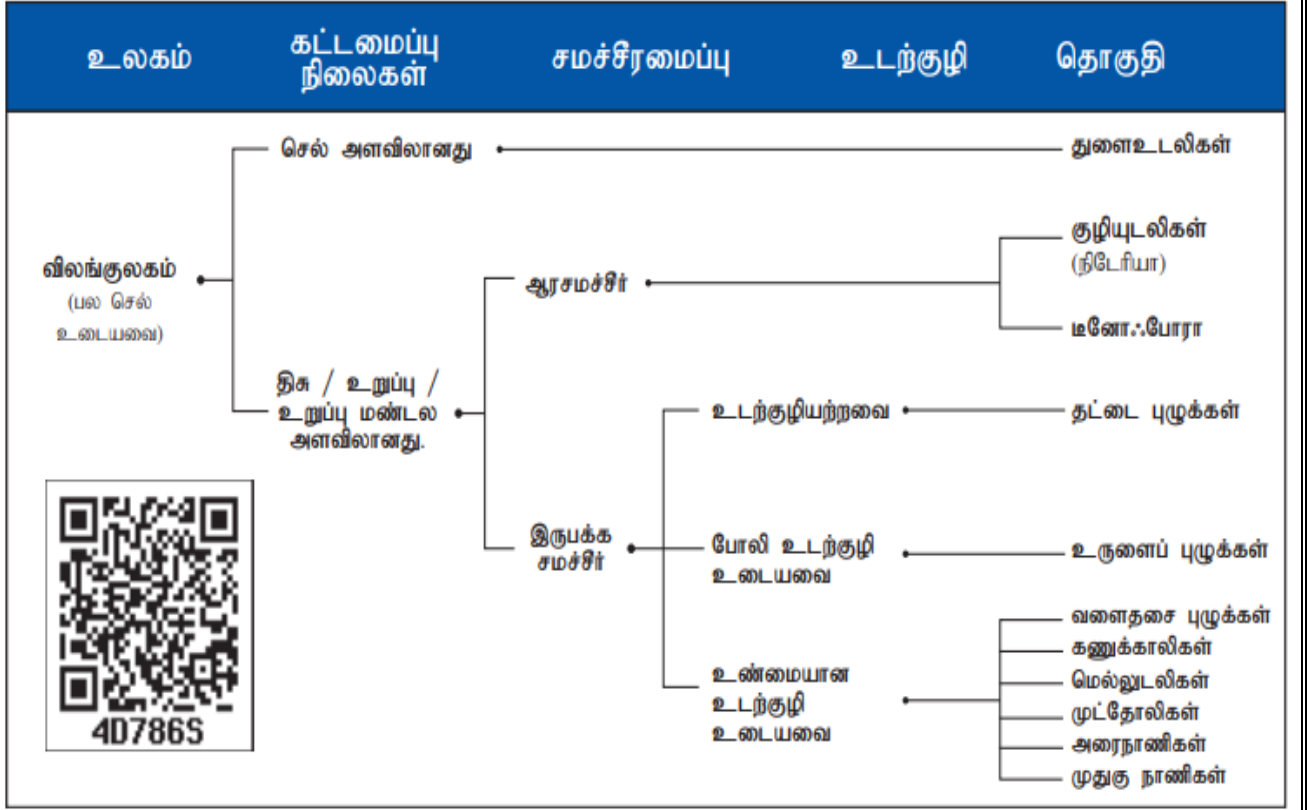 உலகம்
கட்டமைப்பு
நிலைகள்
சமச்சீரமைப்பு
உடற்குழி
தொகுதி
விலங்குலகம்
(பல செல்
உடையவை)
செல் அளவிலானது
துளைஉடலிகள்
திசு / உறுப்பு /
உறுப்பு மண்டல
அளவிலானது.
ஆரசமச்சீர்
குழியுடலிகள்
(நிடேரியா)
டீனோஃபோரா
இருபக்க
சமச்சீர்
உடற்குழியற்றவை
தட்டை புழுக்கள்
போலி உடற்குழி
உடையவை
உருளைப் புழுக்கள்
உண்மையான
உடற்குழி
உடையவை
வளைதசை புழுக்கள்
கணுக்காலிகள்
மெல்லுடலிகள்
முட்தோலிகள்
அரைநாணிகள்
முதுகு நாணிகள்
4D786S